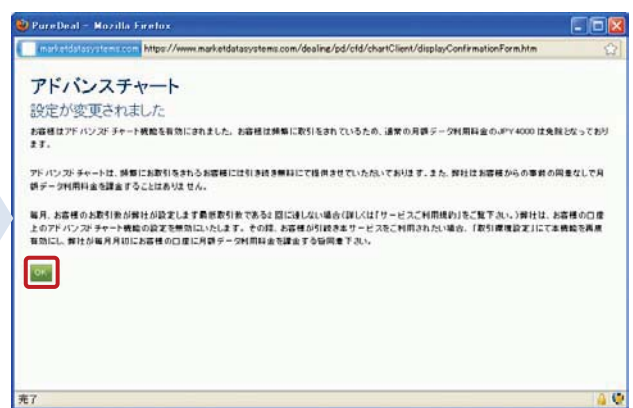 PureDeal - Mozilla Firefox
marketdatasystems.com https://www.marketdatasystems.com/dealing/pd/cfd/chartClient/displayConfirmationForm.htm
アドバンスチャート
設定が変更されました
お客様はアドバンスド チャート機能を有効にされました。お客様は頻繁に取引をされているため、通常の月額データ利用料金のJPY4000 は免除となっており
ます。
アドバンスド チャートは、頻繁にお取引をされるお客様には引き続き無料にて提供させていただいております。また、弊社はお客様からの事前の同意なしで月
額データ利用料金を課金することはありません。
毎月、お客様のお取引数が弊社が設定します最低取引数である2 回に達しない場合(詳しくは「サービスご利用規約」をご覧下さい。)弊社は、お客様の口座
上のアドバンスド チャート機能の設定を無効にいたします。その際、お客様が引続き本サービスをご利用されたい場合、「取引環境設定」にて本機能を再度
有効にし、弊社が毎月月初にお客様の口座に月額データ利用料金を課金する旨同意下さい。
OK
完了